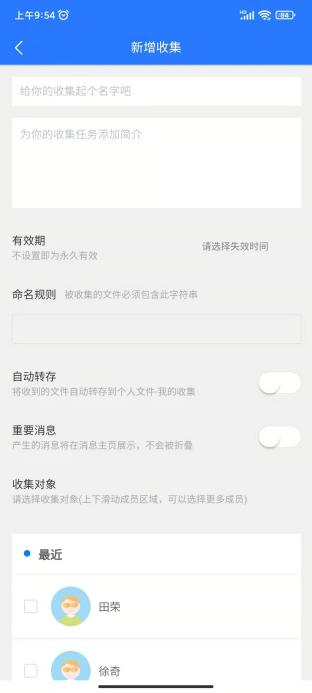 上午9:54
HD
84
新增收集
给你的收集起个名字吧
为你的收集任务添加简介
有效期
请选择失效时间
不设置即为永久有效
命名规则 被收集的文件必须包含此字符串
自动转存
将收到的文件自动转存到个人文件-我的收集
重要消息
产生的消息将在消息主页展示，不会被折叠
收集对象
请选择收集对象(上下滑动成员区域，可以选择更多成员)
最近
田荣
徐奇